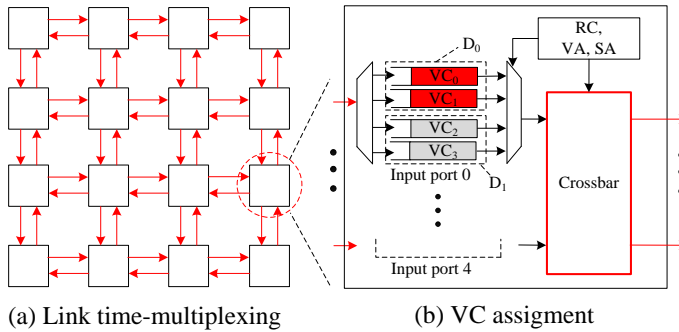 D0
RC,
VA, SA
VC0
VC1
VC2
VC3
Input port 0
D1
Crossbar
Input port 4
(a) Link time-multiplexing
(b) VC assigment